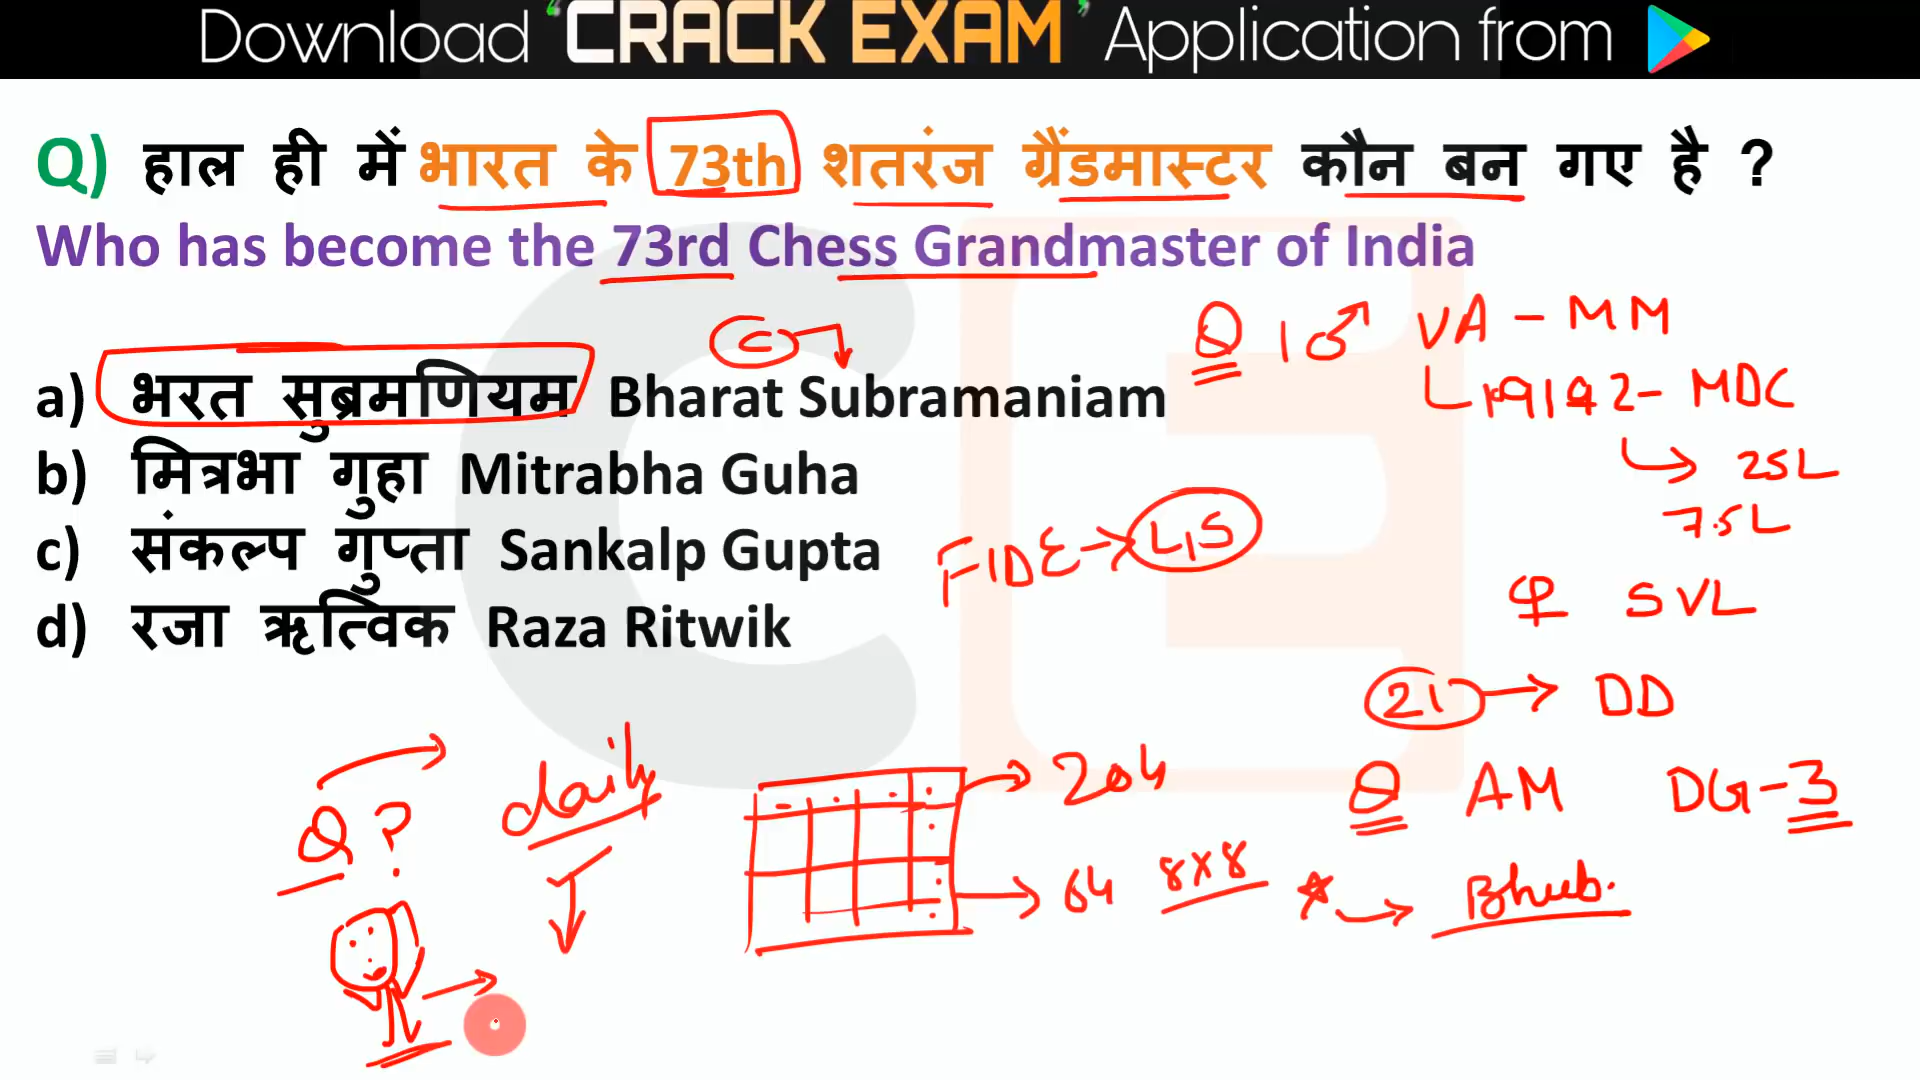 Download "CRACK EXAM" Application from
Q) हाल ही में भारत के 73th शतरंज ग्रैंडमास्टर कौन बन गए है ?
Who has become the 73rd Chess Grandmaster of India
a) भरत सुब्रमणियम Bharat Subramaniam
b) मित्रभा गुहा Mitrabha Guha
c) संकल्प गुप्ता Sankalp Gupta
d) रजा ऋत्विक Raza Ritwik
C
Q 1 ♂ VA - MM
MDC
25L
7.5L
FIDE → L,S
SVL
21 → DD
Q AM DG-3
204
64 8x8
Bhub.
Q?
daily